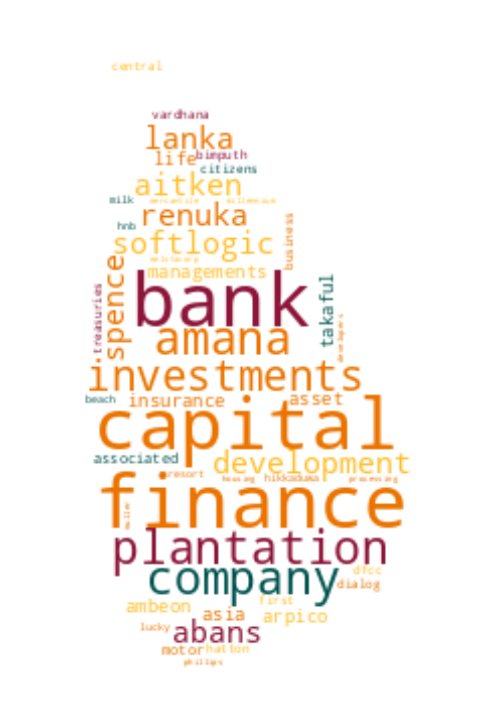 central
vardhana
lanka
life bimputh
citizens
aitken
milk mercantile millennium
renuka
hnb
business
softlogic
managements
spence
treasuries
bank
takaful
developers
amana
investments
beach insurance asset
capital
associated
development
resort housing hikkaduwa processing
finance
muller
plantation
company
dfcc
dialog
first
ambeon
asia arpico
lucky abans
motor hatton
phillips